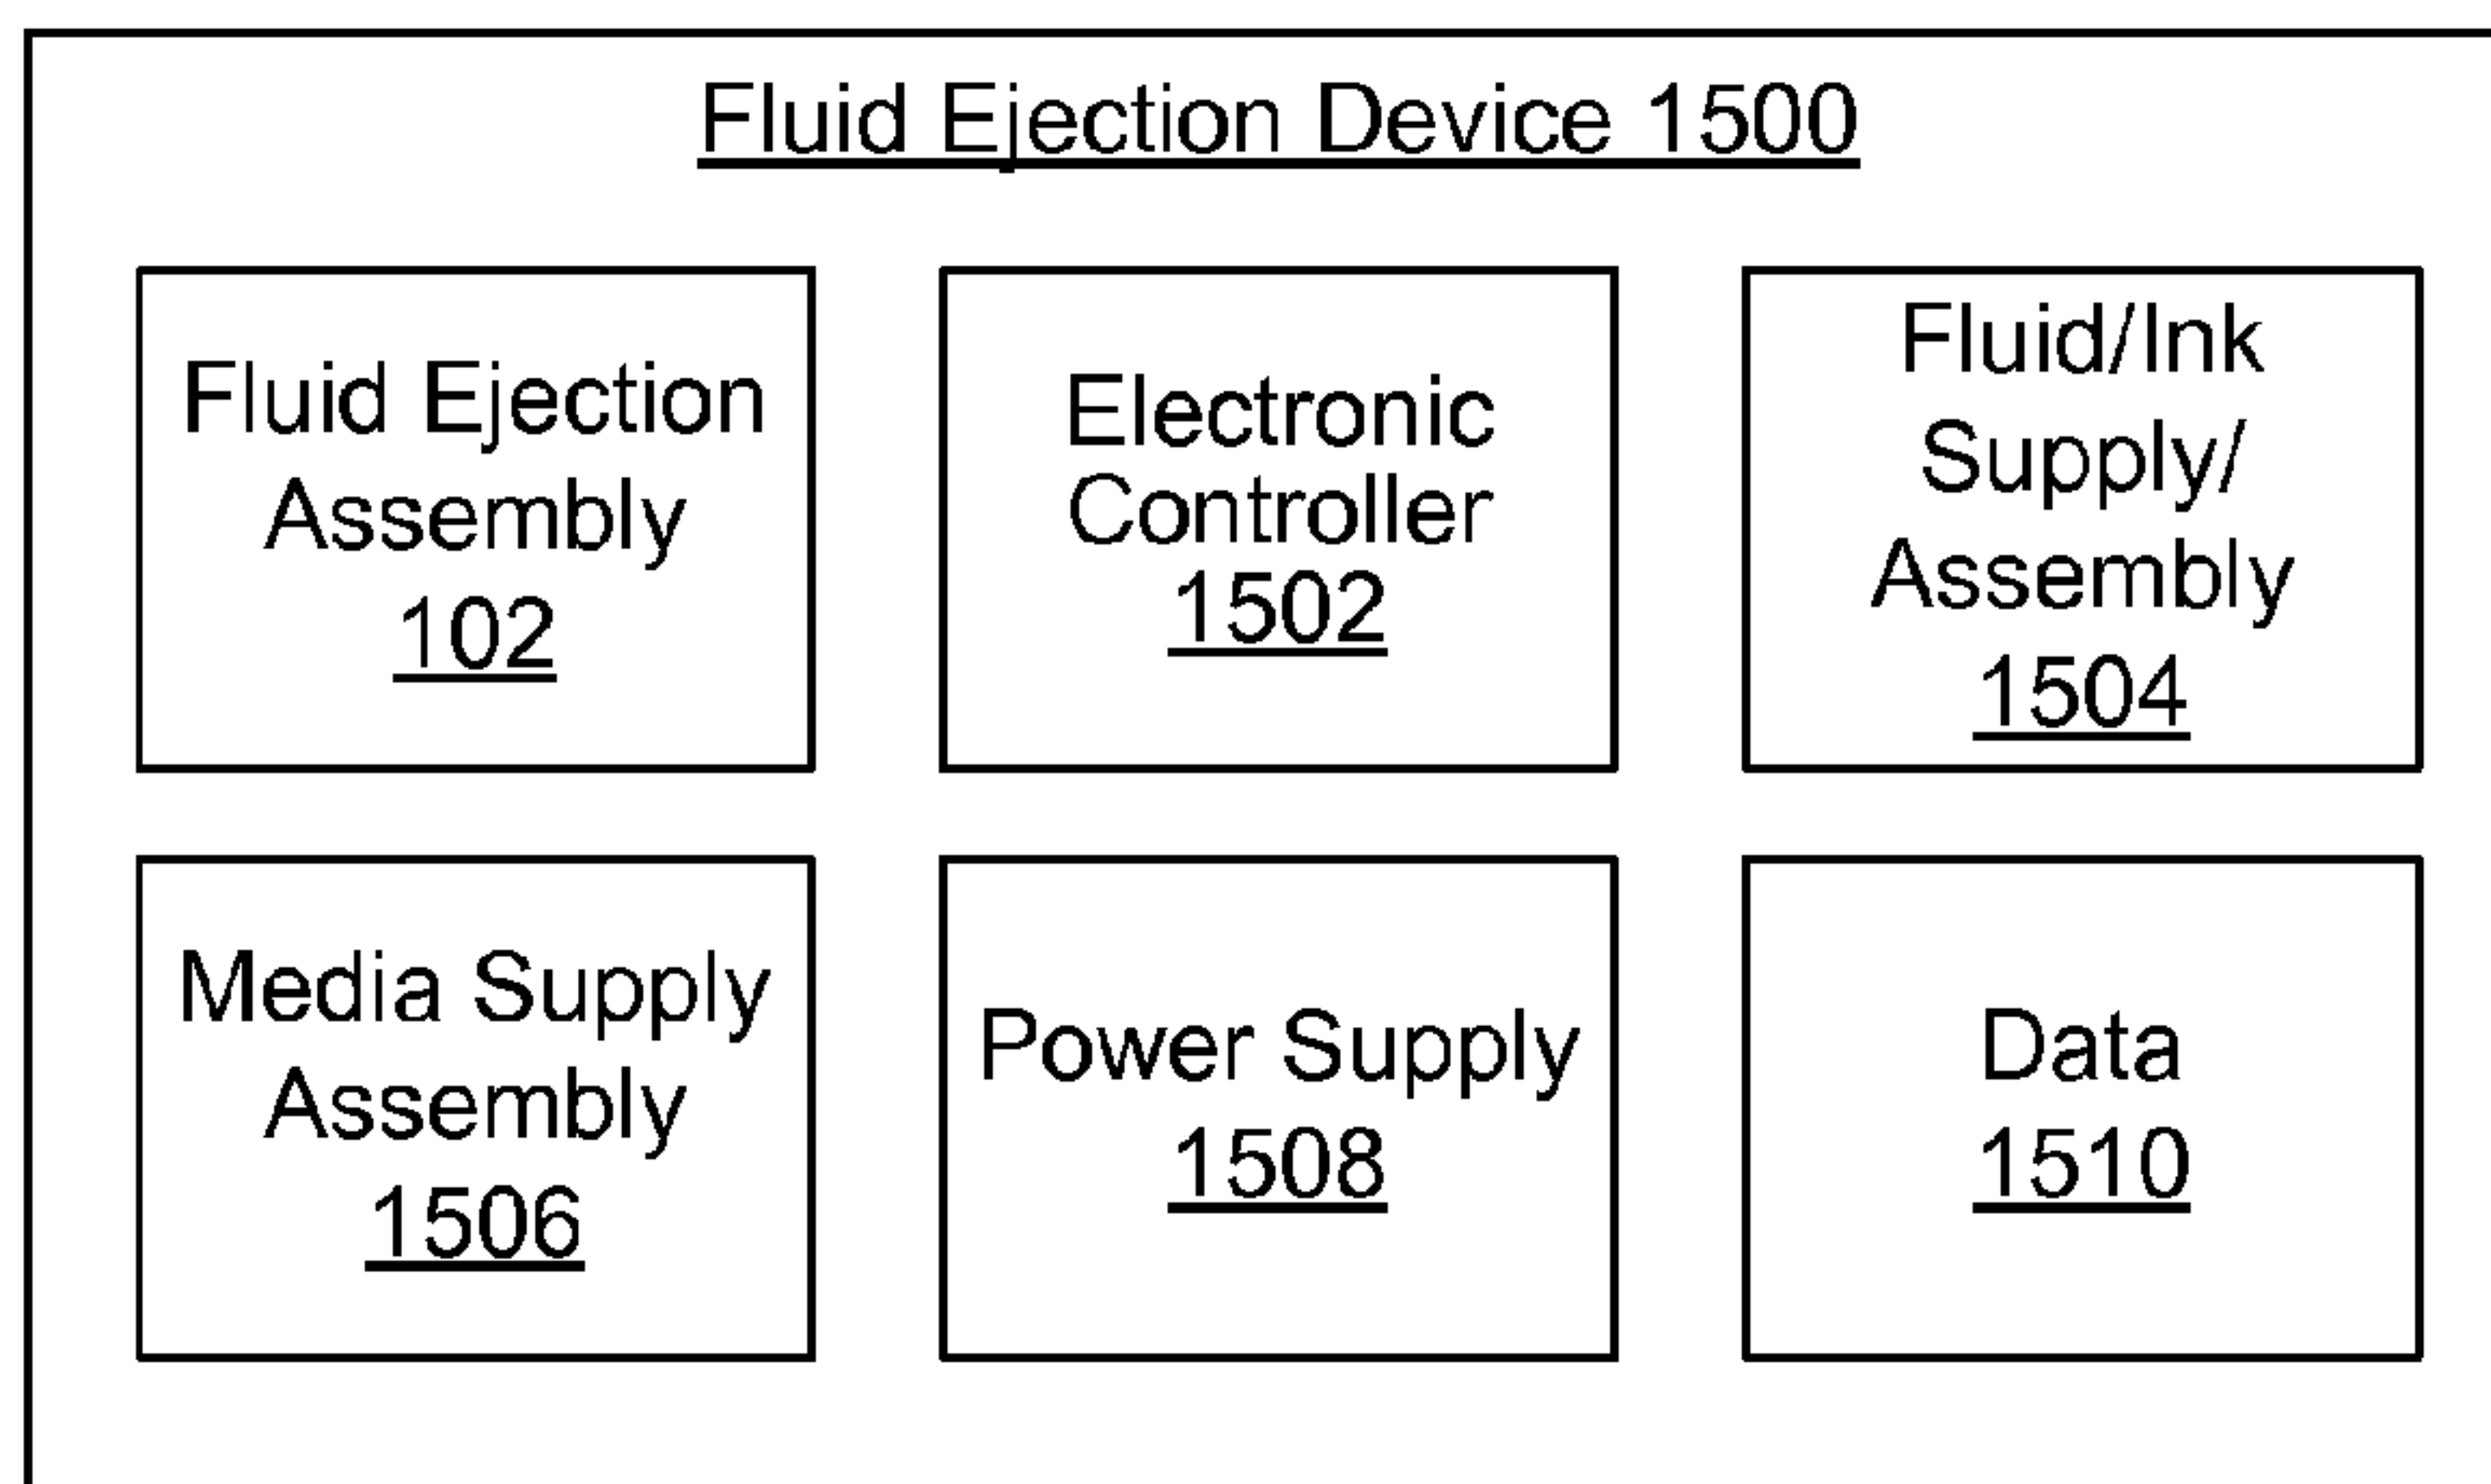 Fluid Ejection Device 1500
Fluid Ejection
Assembly
102
Electronic
Controller
1502
Fluid/Ink
Supply/
Assembly
1504
Media Supply
Assembly
1506
Power Supply
1508
Data
1510